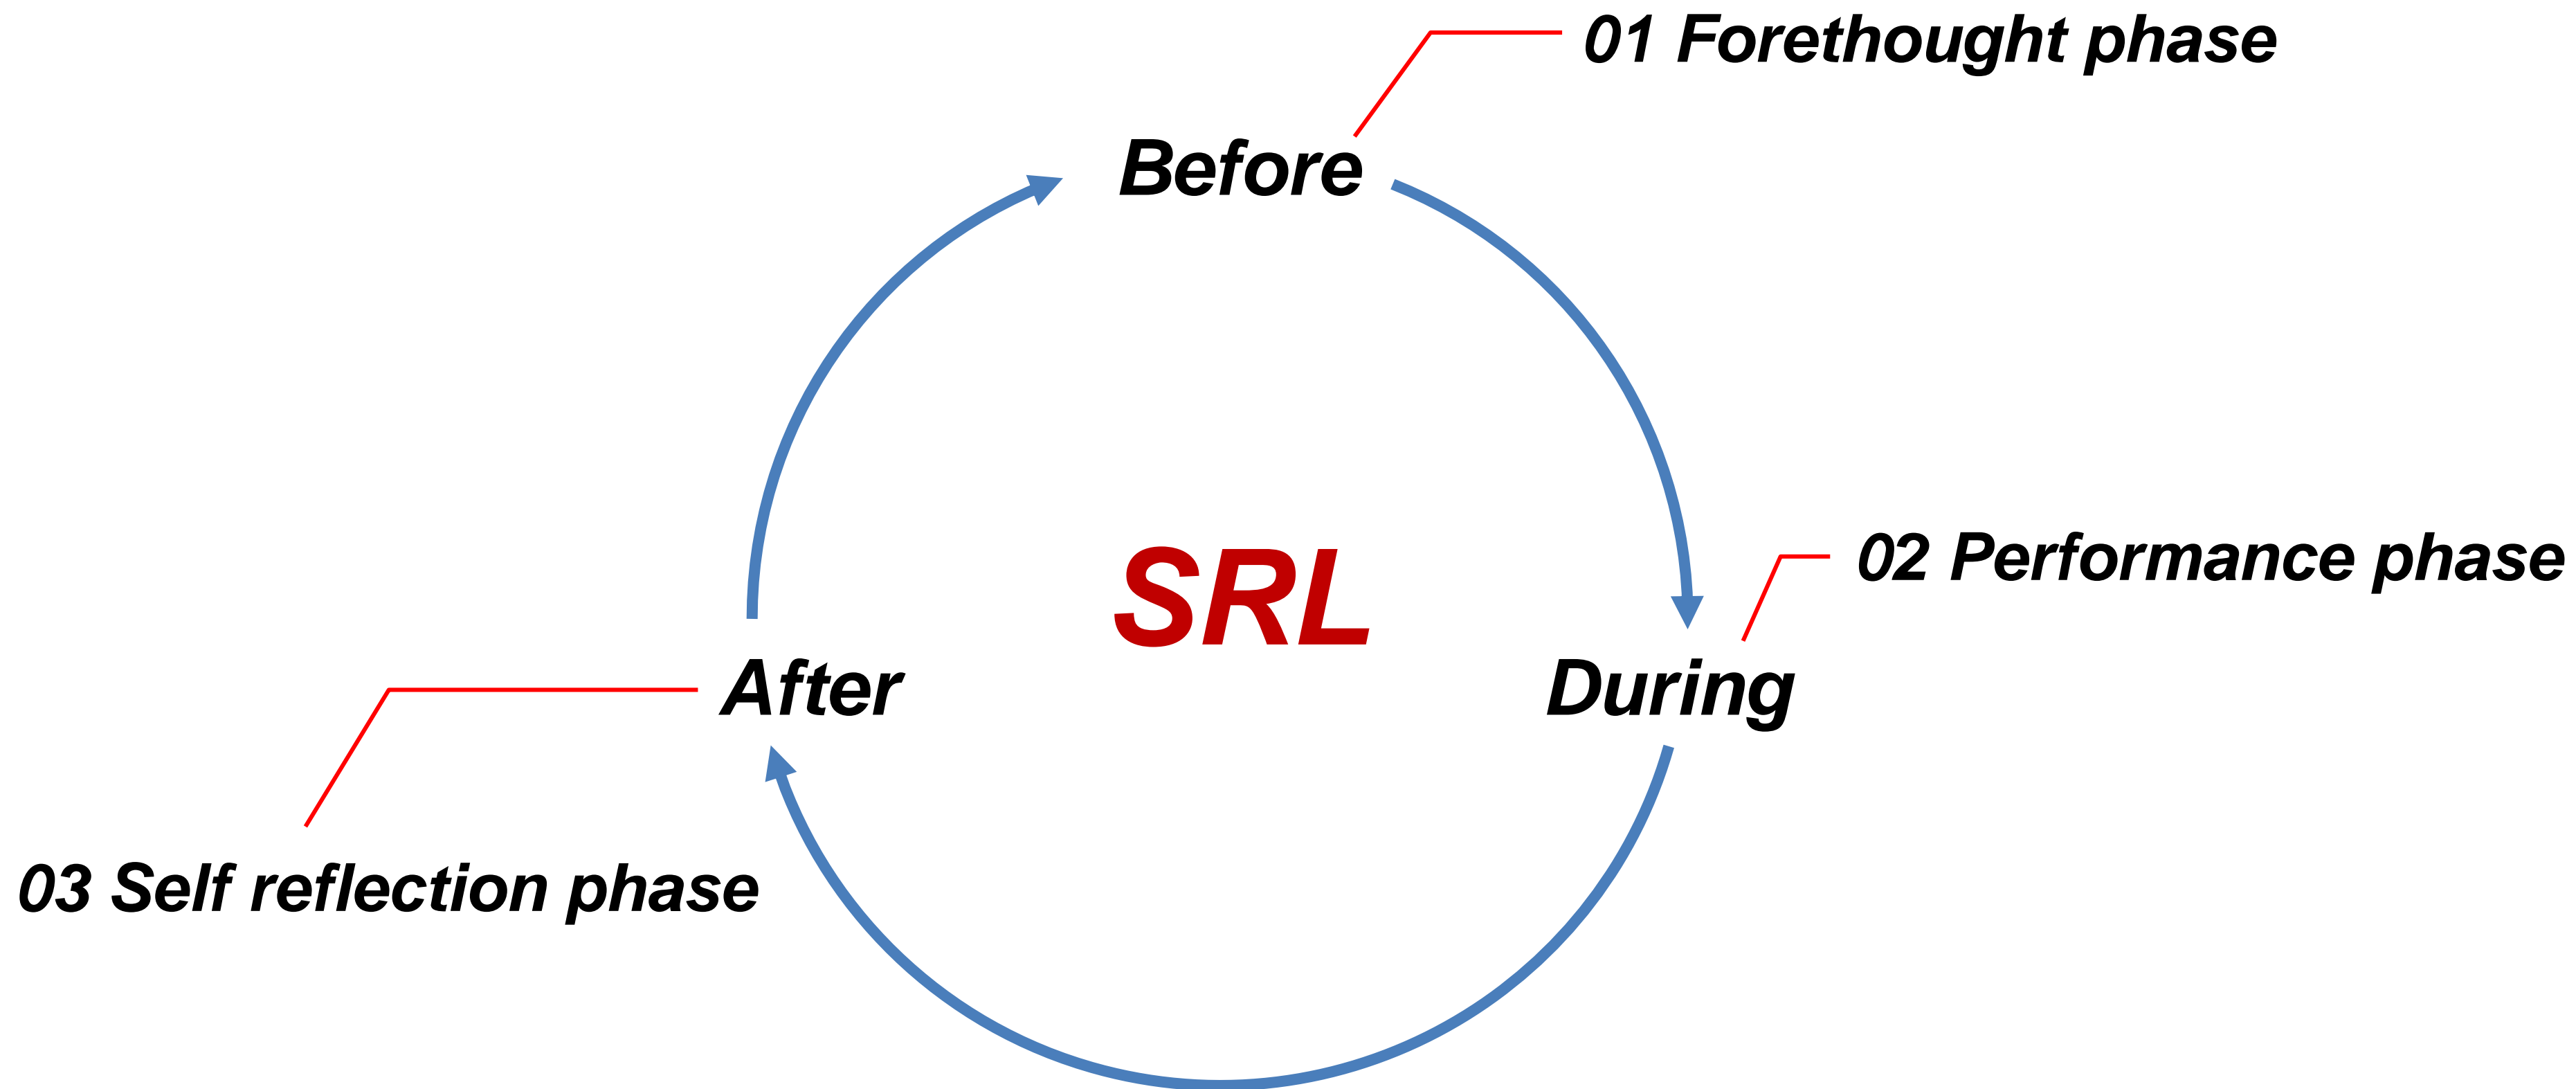 01 Forethought phase
Before
02 Performance phase
SRL
After
During
03 Self reflection phase